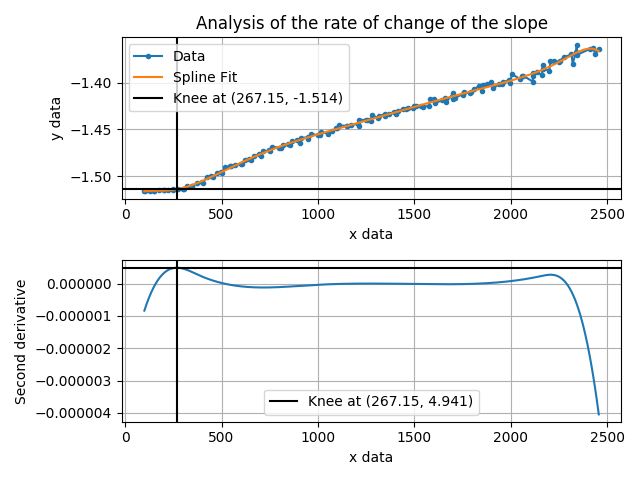 Analysis of the rate of change of the slope
Data
Spline Fit
Knee at (267.15, -1.514)
−1.40
−1.45
−1.50
y data
0 500 1000 1500 2000 2500
x data
0.000000
−0.000001
−0.000002
−0.000003
−0.000004
Second derivative
Knee at (267.15, 4.941)
0 500 1000 1500 2000 2500
x data